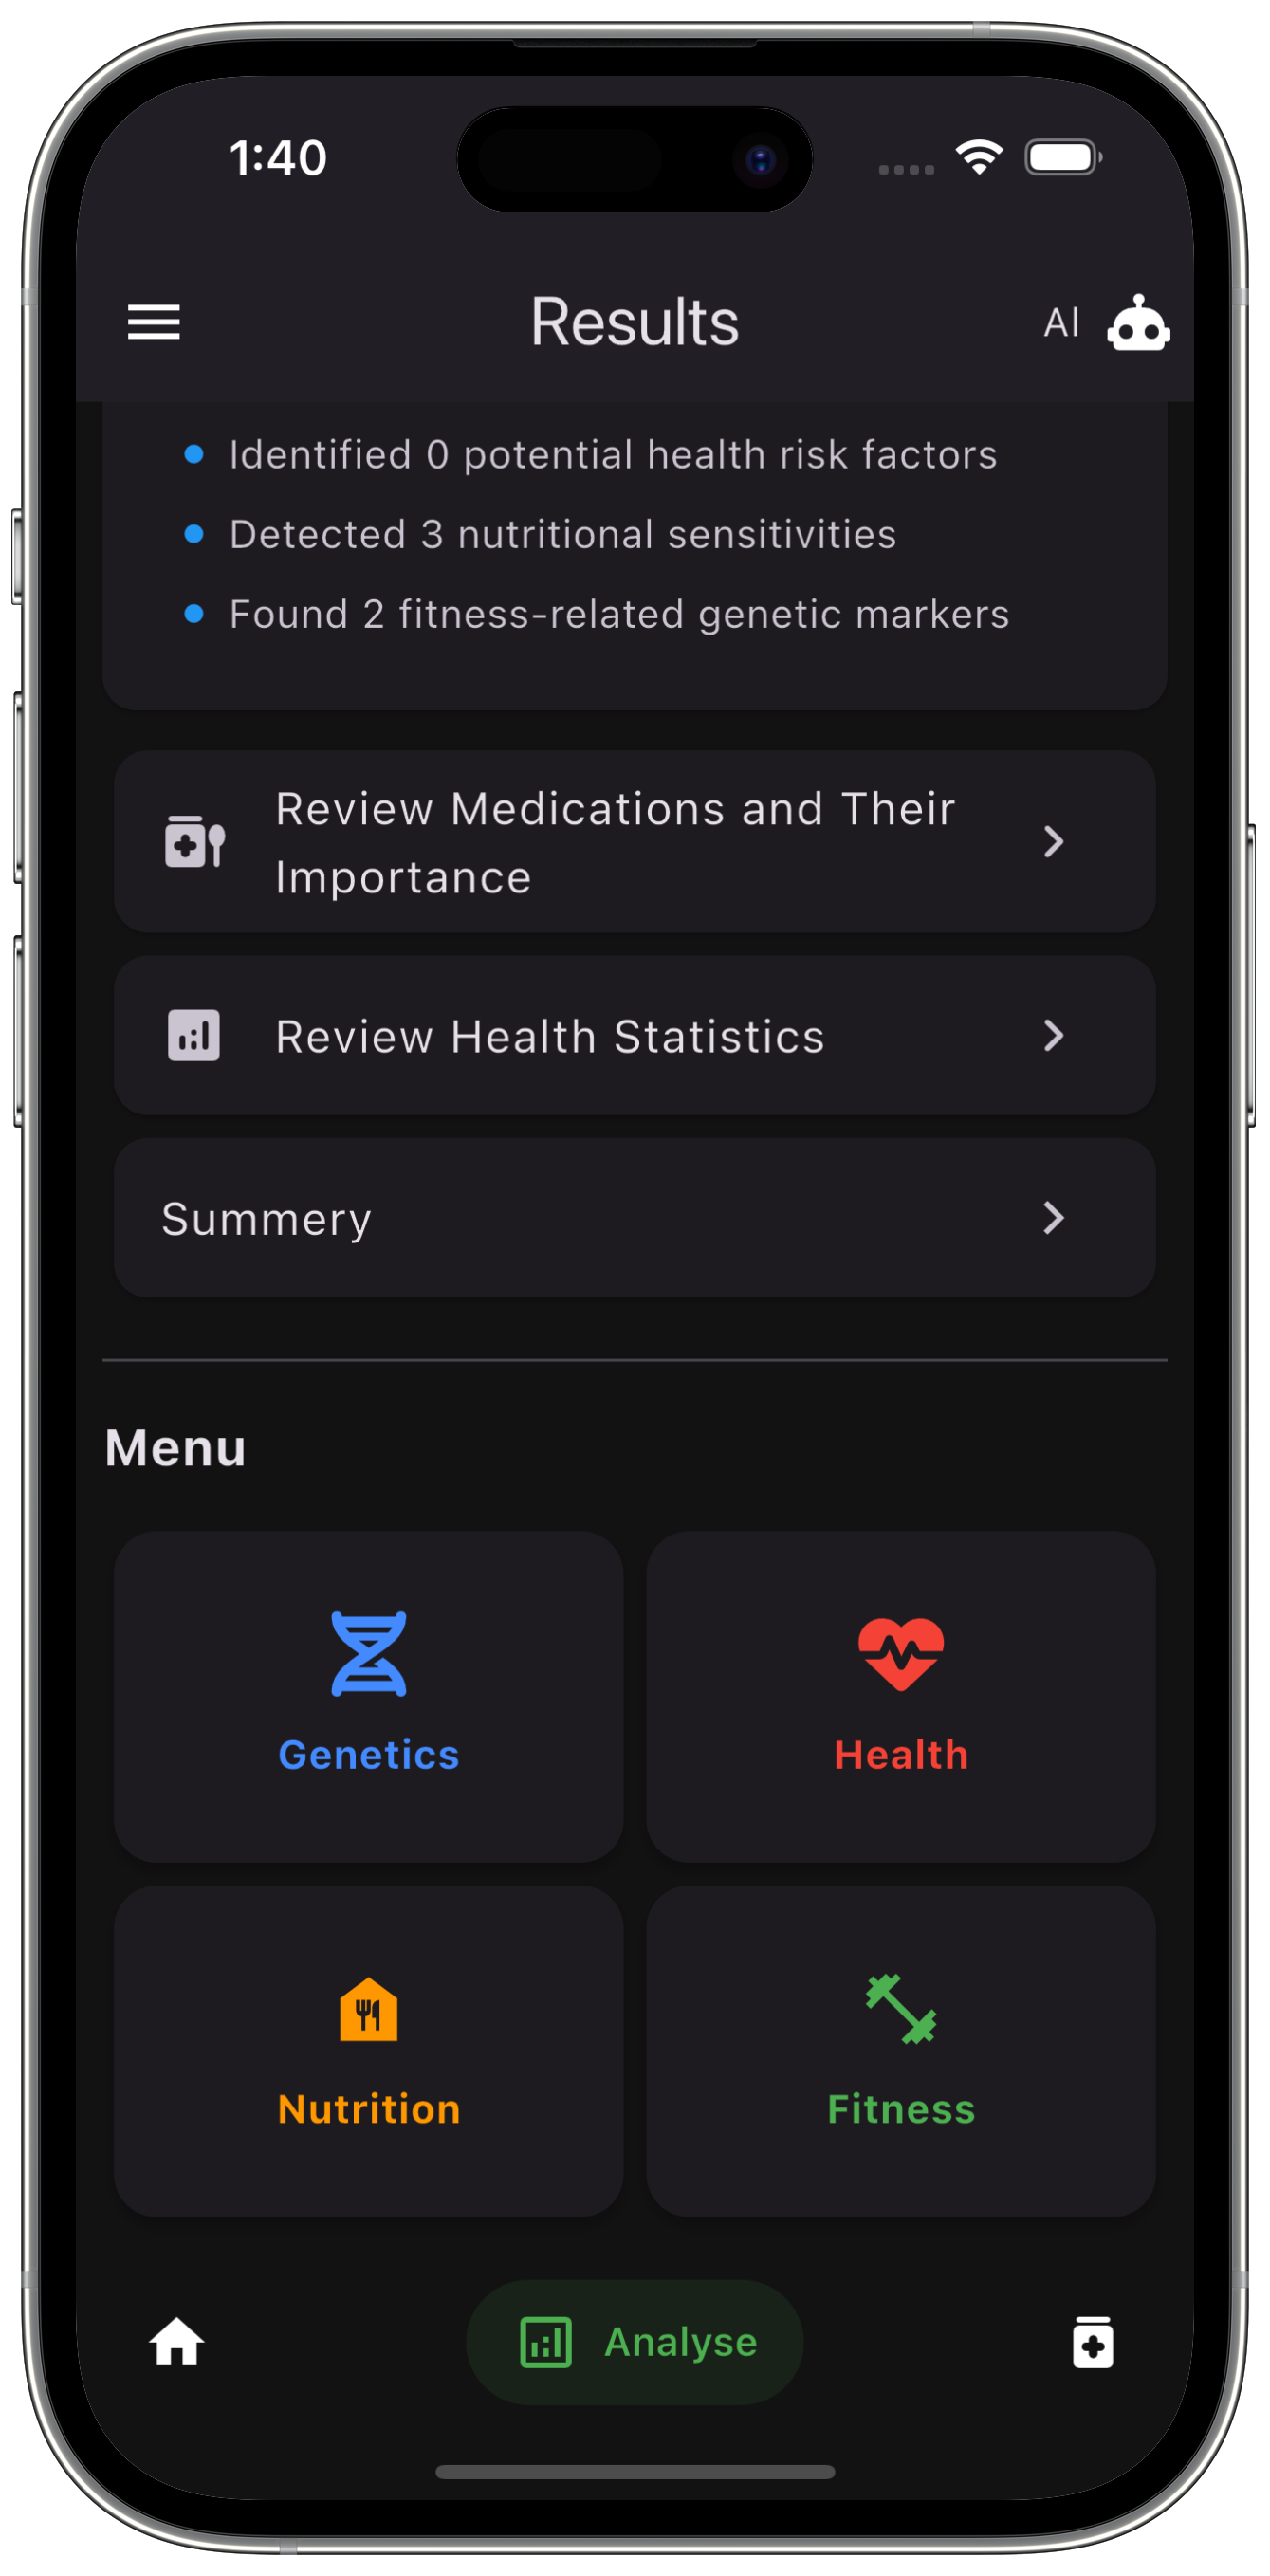 1:40
Results
AI
Identified 0 potential health risk factors
Detected 3 nutritional sensitivities
Found 2 fitness-related genetic markers
Review Medications and Their
Importance
Review Health Statistics
Summery
Menu
Genetics
Health
Nutrition
Fitness
Analyse